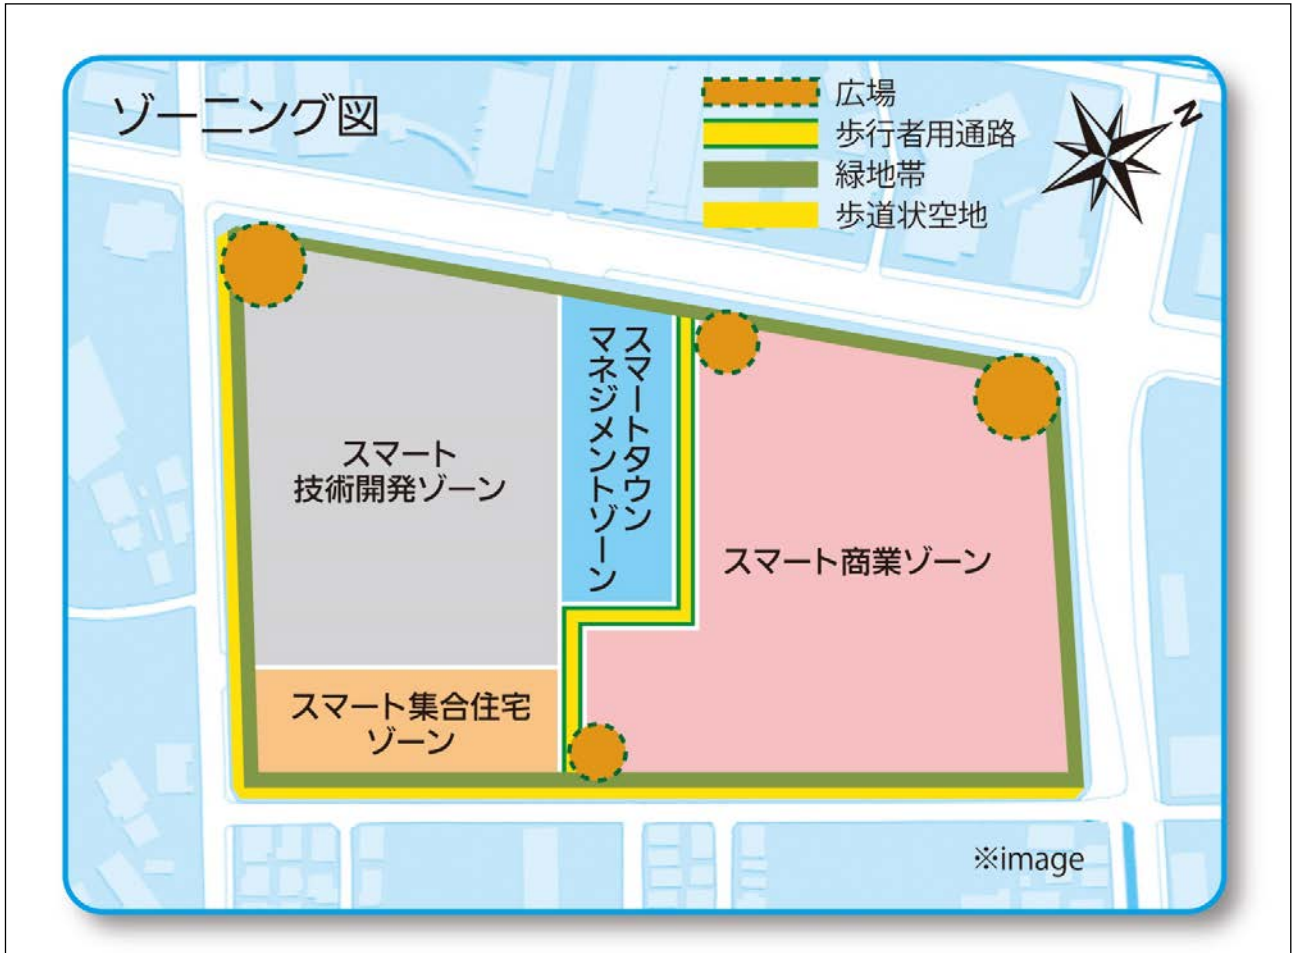 ゾーニング図
広場
歩行者用通路
緑地帯
歩道状空地
N
スマート
技術開発ゾーン
スマートタウン
マネジメントゾーン
スマート商業ゾーン
スマート集合住宅
ゾーン
※image